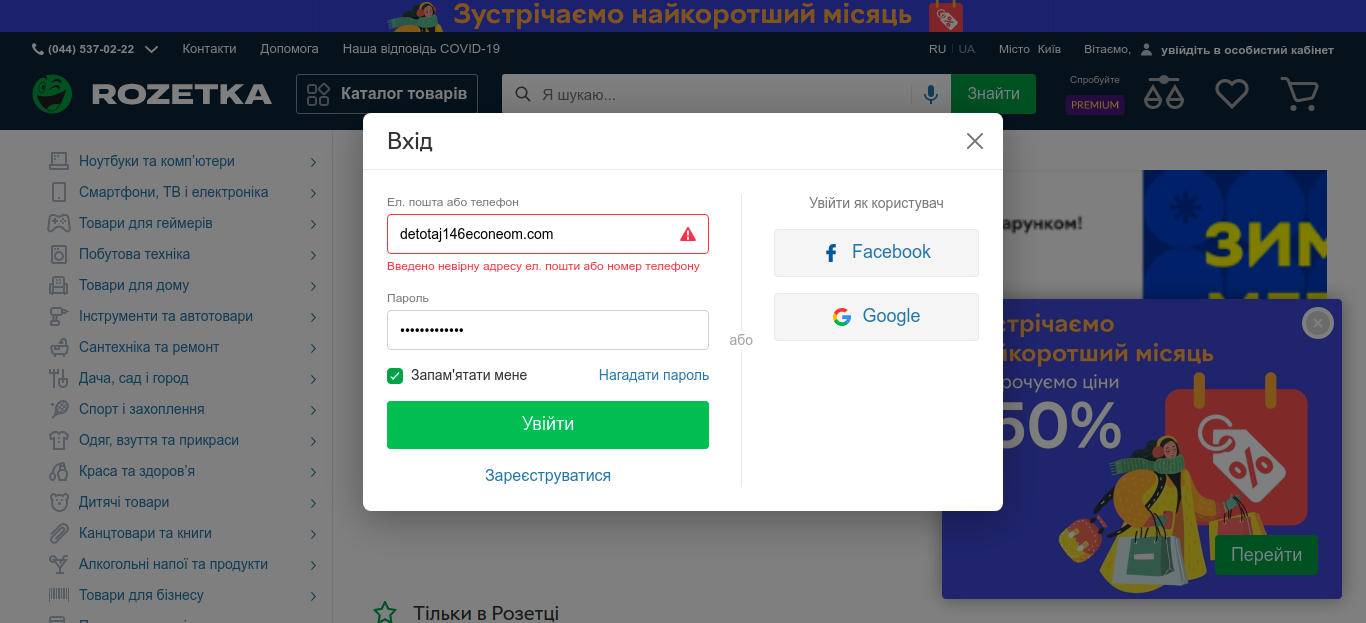 Зустрічаємо найкоротший місяць
(044) 537-02-22
Контакти
Допомога
Наша відповідь COVID-19
RU | UA
Місто Київ
Вітаємо, увійдіть в особистий кабінет
ROZETKA
Каталог товарів
Я шукаю...
Знайти
Спробуйте
PREMIUM
Ноутбуки та комп'ютери
Смартфони, ТВ і електроніка
Товари для геймерів
Побутова техніка
Товари для дому
Інструменти та автотовари
Сантехніка та ремонт
Дача, сад і город
Спорт і захоплення
Одяг, взуття та прикраси
Краса та здоров'я
Дитячі товари
Канцтовари та книги
Алкогольні напої та продукти
Товари для бізнесу
Вхід
Ел. пошта або телефон
detotaj146econeom.com
Введено невірну адресу ел. пошти або номер телефону
Пароль
•••••••••••••
Запам'ятати мене
Нагадати пароль
Увійти
Зареєструватися
або
Увійти як користувач
Facebook
Google
арунком!
ЗИМ
стрічаємо
йкоротший місяць
рочуємо ціни
50%
%
Перейти
Тільки в Розетці